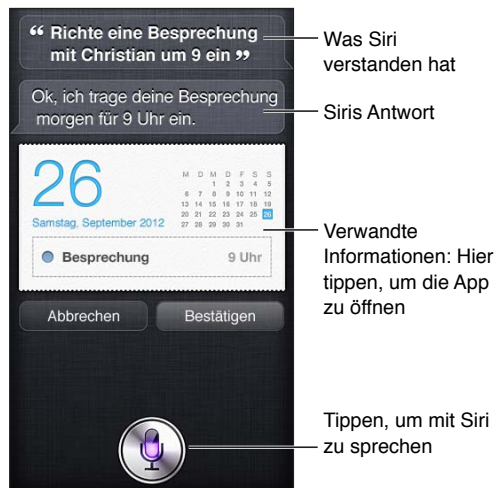 “ Richte eine Besprechung
mit Christian um 9 ein ”
Was Siri
verstanden hat
Ok, ich trage deine Besprechung
morgen für 9 Uhr ein.
Siris Antwort
26
Samstag, September 2012
M D M D F S S
1 2 3 4 5
6 7 8 9 10 11 12
13 14 15 16 17 18 19
20 21 22 23 24 25 26
27 28 29 30 31
Besprechung 9 Uhr
Verwandte
Informationen: Hier
tippen, um die App
zu öffnen
Abbrechen Bestätigen
Tippen, um mit Siri
zu sprechen